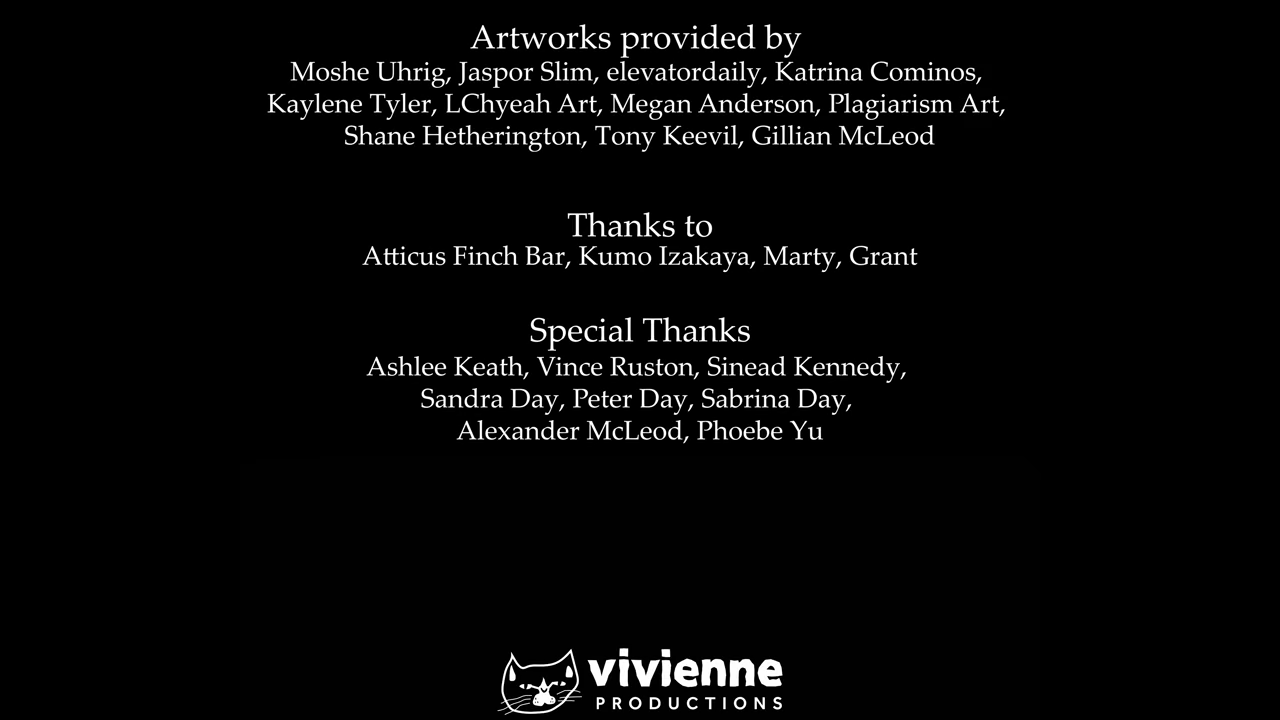 Artworks provided by
Moshe Uhrig, Jaspor Slim, elevatordaily, Katrina Cominos,
Kaylene Tyler, LChyeah Art, Megan Anderson, Plagiarism Art,
Shane Hetherington, Tony Keevil, Gillian McLeod
Thanks to
Atticus Finch Bar, Kumo Izakaya, Marty, Grant
Special Thanks
Ashlee Keath, Vince Ruston, Sinead Kennedy,
Sandra Day, Peter Day, Sabrina Day,
Alexander McLeod, Phoebe Yu
vivienne
PRODUCTIONS